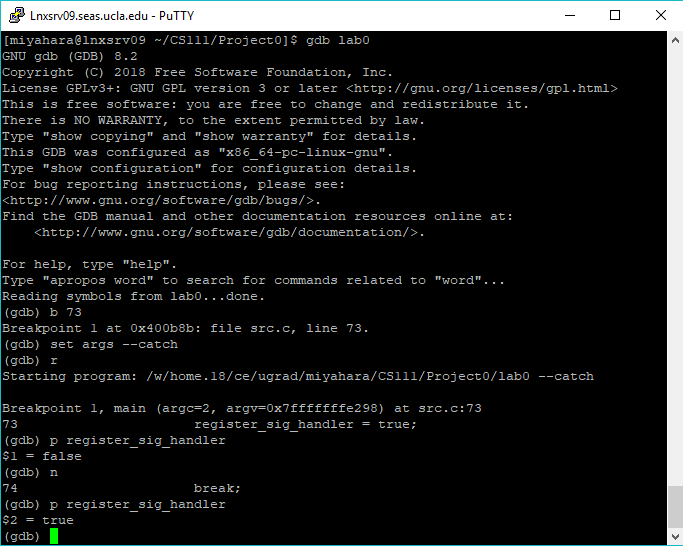 Lnxsrv09.seas.ucla.edu - PuTTY
[miyahara@lnxsrv09 ~/CS111/Project0]$ gdb lab0
GNU gdb (GDB) 8.2
Copyright (C) 2018 Free Software Foundation, Inc.
License GPLv3+: GNU GPL version 3 or later <http://gnu.org/licenses/gpl.html>
This is free software: you are free to change and redistribute it.
There is NO WARRANTY, to the extent permitted by law.
Type "show copying" and "show warranty" for details.
This GDB was configured as "x86_64-pc-linux-gnu".
Type "show configuration" for configuration details.
For bug reporting instructions, please see:
<http://www.gnu.org/software/gdb/bugs/>.
Find the GDB manual and other documentation resources online at:
    <http://www.gnu.org/software/gdb/documentation/>.

For help, type "help".
Type "apropos word" to search for commands related to "word"...
Reading symbols from lab0...done.
(gdb) b 73
Breakpoint 1 at 0x400b8b: file src.c, line 73.
(gdb) set args --catch
(gdb) r
Starting program: /w/home.18/ce/ugrad/miyahara/CS111/Project0/lab0 --catch

Breakpoint 1, main (argc=2, argv=0x7fffffffe298) at src.c:73
73                      register_sig_handler = true;
(gdb) p register_sig_handler
$1 = false
(gdb) n
74                      break;
(gdb) p register_sig_handler
$2 = true
(gdb)